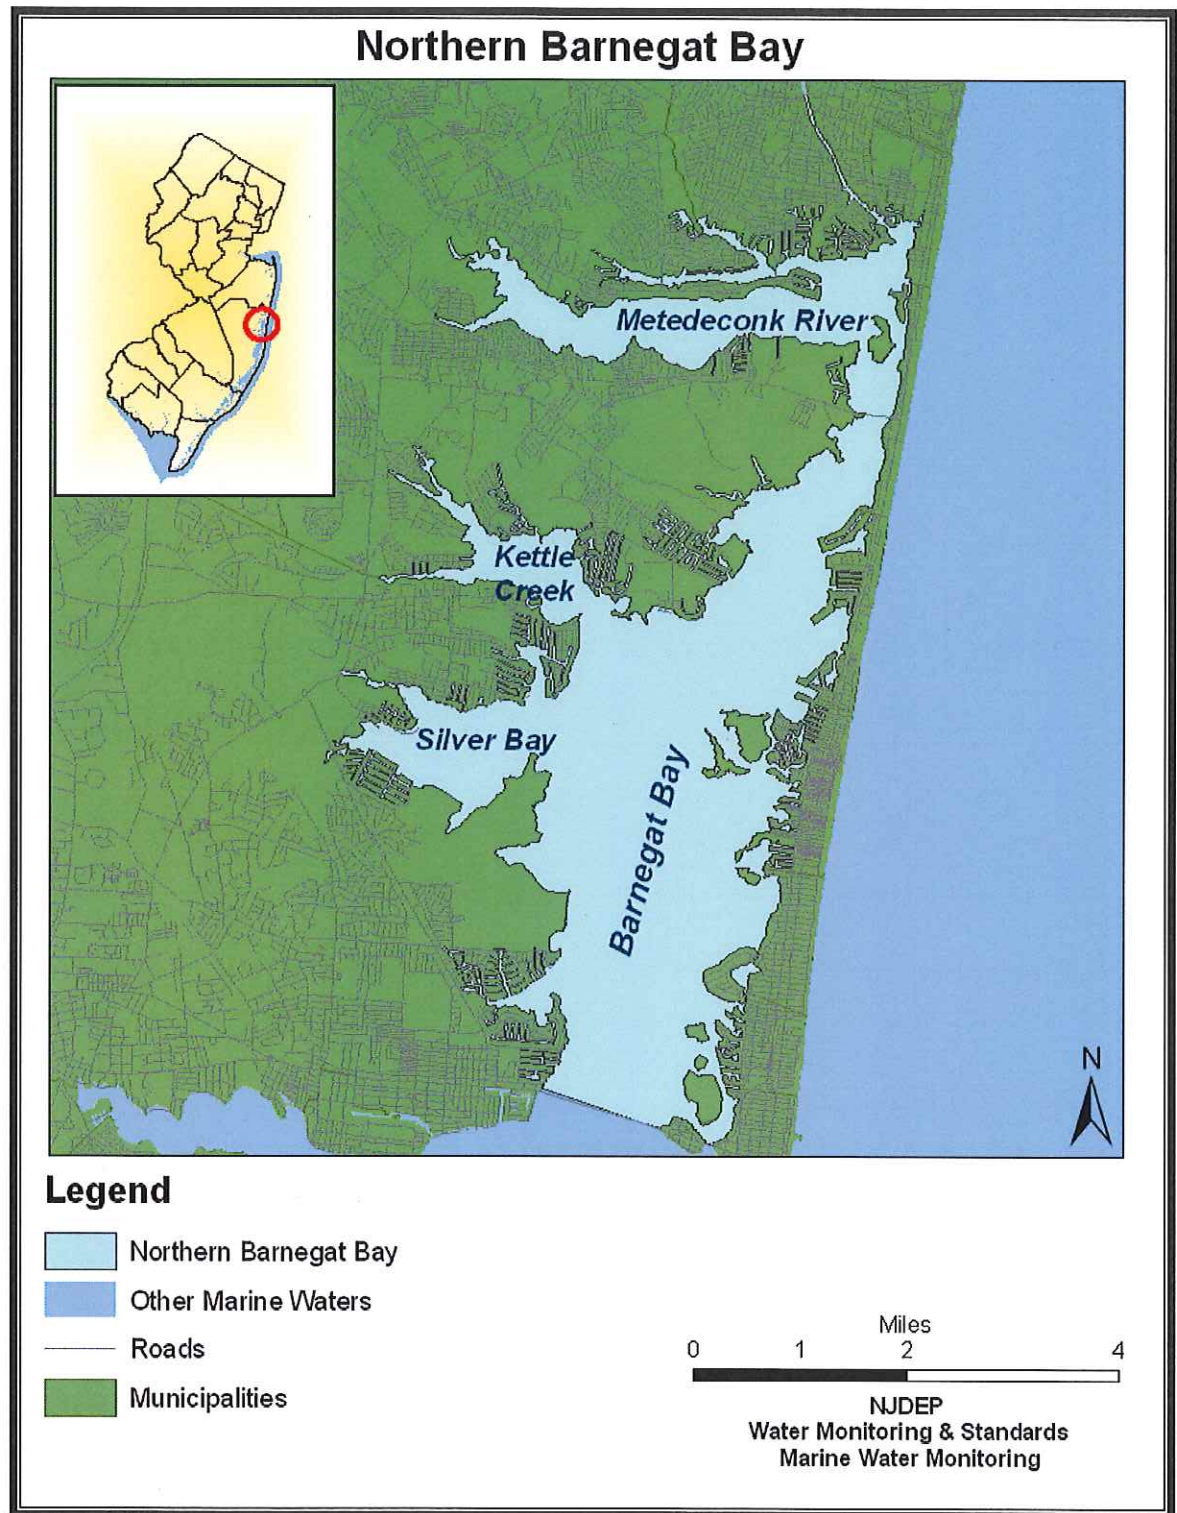 Northern Barnegat Bay
Metedeconk River
Kettle
Creek
Silver Bay
Barnegat Bay
N
Legend
Northern Barnegat Bay
Other Marine Waters
Roads
Municipalities
Miles
0 1 2 4
NJDEP
Water Monitoring & Standards
Marine Water Monitoring